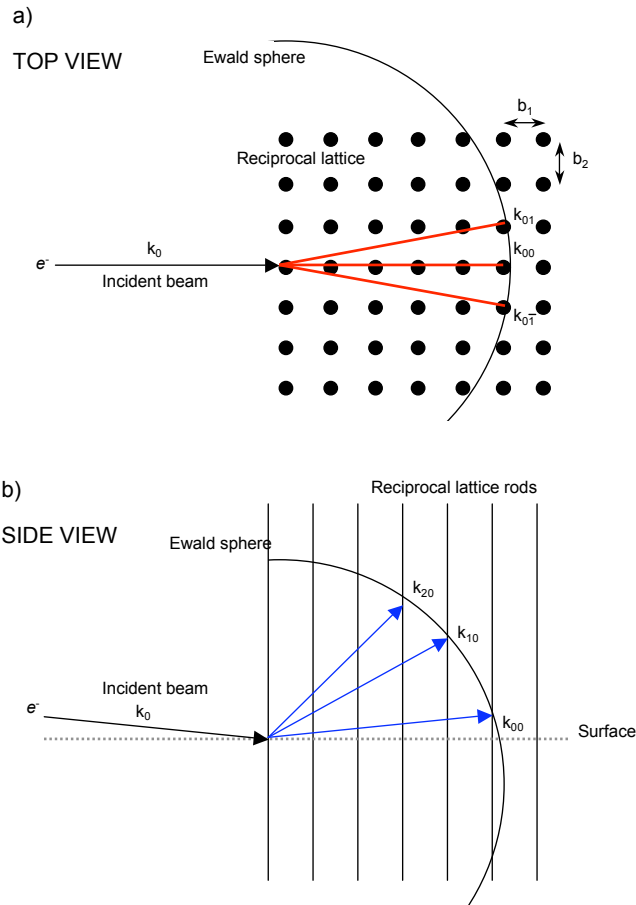 a)
TOP VIEW
Ewald sphere
b₁
Reciprocal lattice
b₂
k₀₁
k₀
k₀₀
e⁻
Incident beam
k₀₁̅
b)
Reciprocal lattice rods
SIDE VIEW
Ewald sphere
k₂₀
k₁₀
Incident beam
e⁻
k₀
k₀₀
Surface